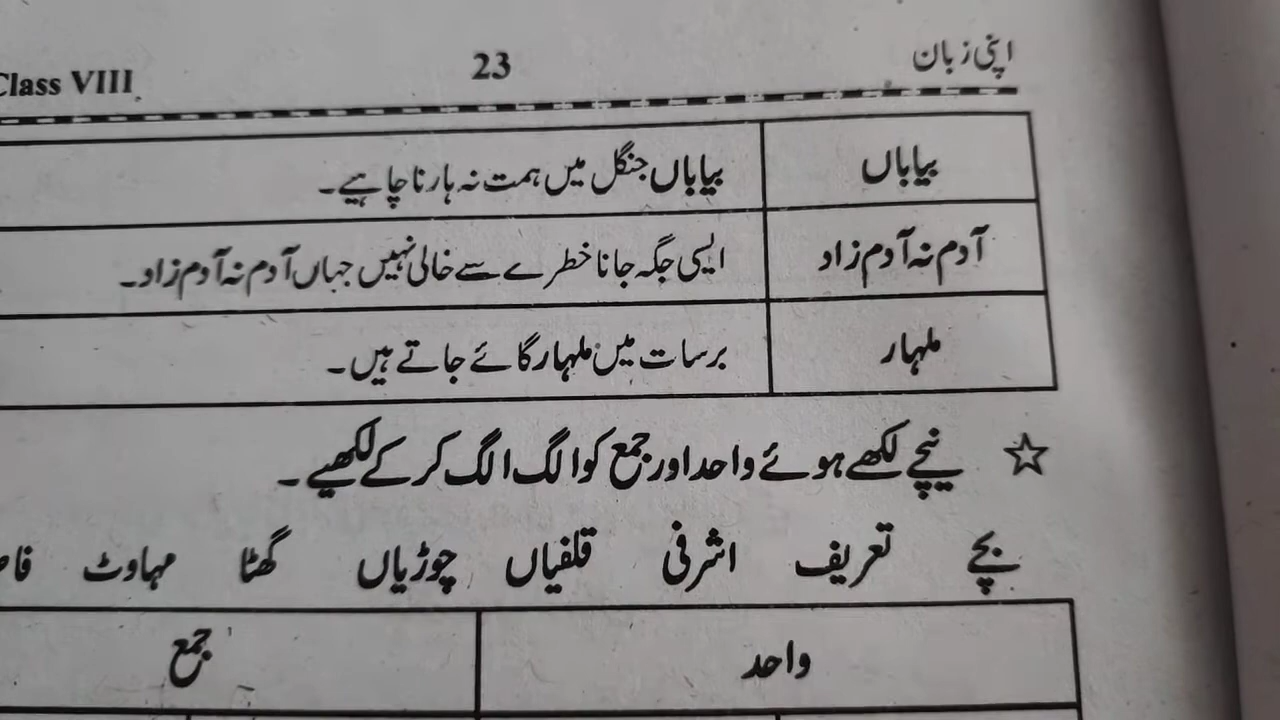 اپنی زبان 23 Class VIII
بیاباں بیاباں جنگل میں ہمت نہ ہارنا چاہیے۔
آدم نہ آدم زاد ایسی جگہ جانا خطرے سے خالی نہیں جہاں آدم نہ آدم زاد۔
ملہار برسات میں ملہار گائے جاتے ہیں۔
☆ نیچے لکھے ہوئے واحد اور جمع کو الگ الگ کر کے لکھیے۔
بچے تعریف اشرفی قلفیاں چوڑیاں گھٹا مہاوٹ
واحد جمع